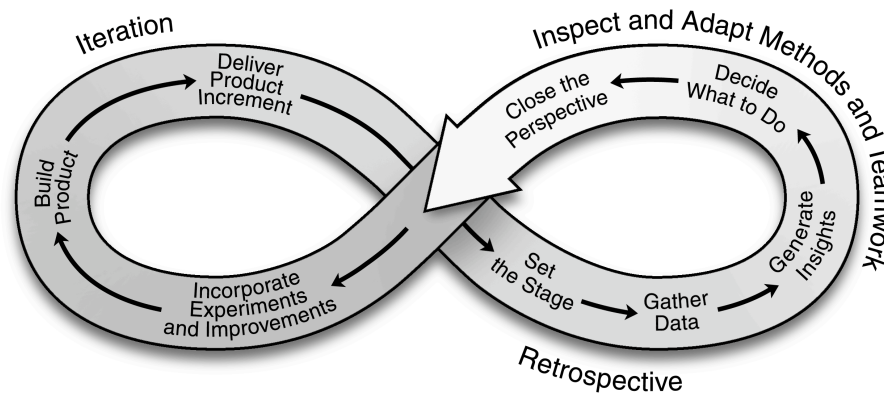 Iteration
Inspect and Adapt Methods and Teamwork
Deliver
Product
Increment
Close the
Perspective
Decide
What to Do
Build
Product
Generate
Insights
Set
the Stage
Gather
Data
Incorporate
Experiments
and Improvements
Retrospective